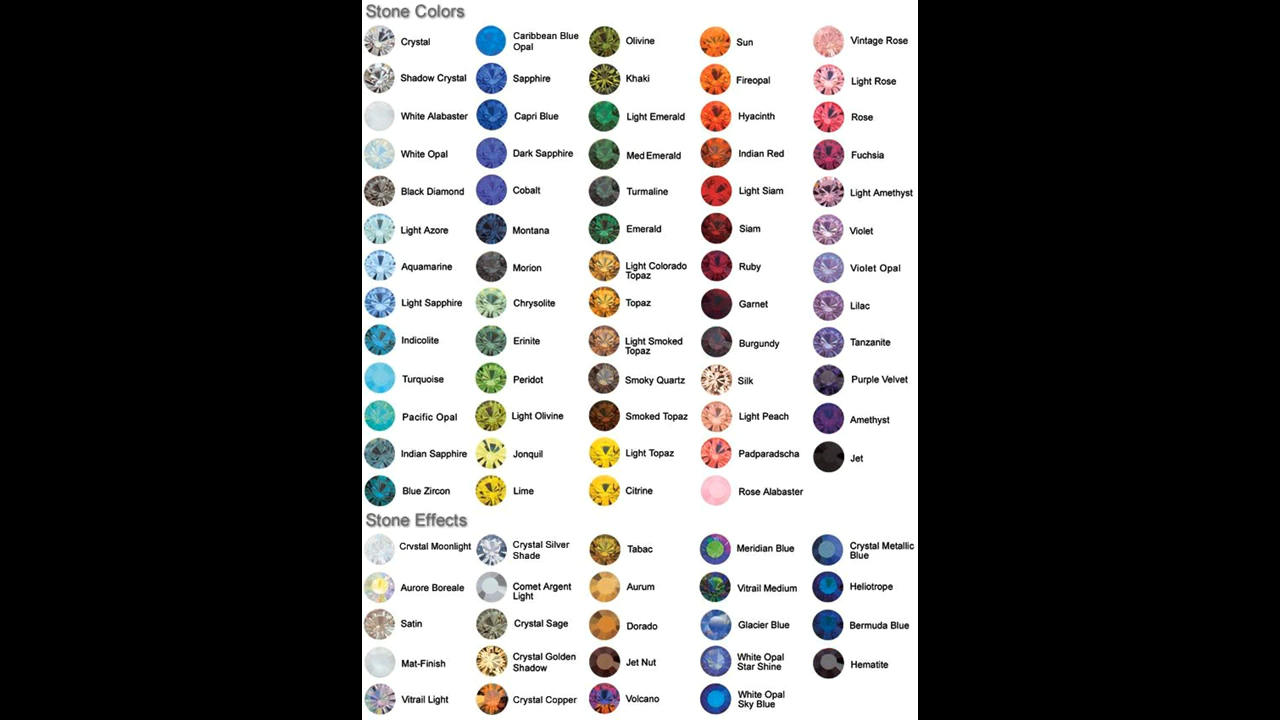 Stone Colors
Crystal
Shadow Crystal
White Alabaster
White Opal
Black Diamond
Light Azore
Aquamarine
Light Sapphire
Indicolite
Turquoise
Pacific Opal
Indian Sapphire
Blue Zircon
Caribbean Blue
Opal
Sapphire
Capri Blue
Dark Sapphire
Cobalt
Montana
Morion
Chrysolite
Erinite
Peridot
Light Olivine
Jonquil
Lime
Olivine
Khaki
Light Emerald
Med Emerald
Turmaline
Emerald
Light Colorado
Topaz
Topaz
Light Smoked
Topaz
Smoky Quartz
Smoked Topaz
Light Topaz
Citrine
Sun
Fireopal
Hyacinth
Indian Red
Light Siam
Siam
Ruby
Garnet
Burgundy
Silk
Light Peach
Padparadscha
Rose Alabaster
Vintage Rose
Light Rose
Rose
Fuchsia
Light Amethyst
Violet
Violet Opal
Lilac
Tanzanite
Purple Velvet
Amethyst
Jet
Stone Effects
Crvstal Moonlight
Aurore Boreale
Satin
Mat-Finish
Vitrail Light
Crystal Silver
Shade
Comet Argent
Light
Crystal Sage
Crystal Golden
Shadow
Crystal Copper
Tabac
Aurum
Dorado
Jet Nut
Volcano
Meridian Blue
Vitrail Medium
Glacier Blue
White Opal
Star Shine
White Opal
Sky Blue
Crystal Metallic
Blue
Heliotrope
Bermuda Blue
Hematite